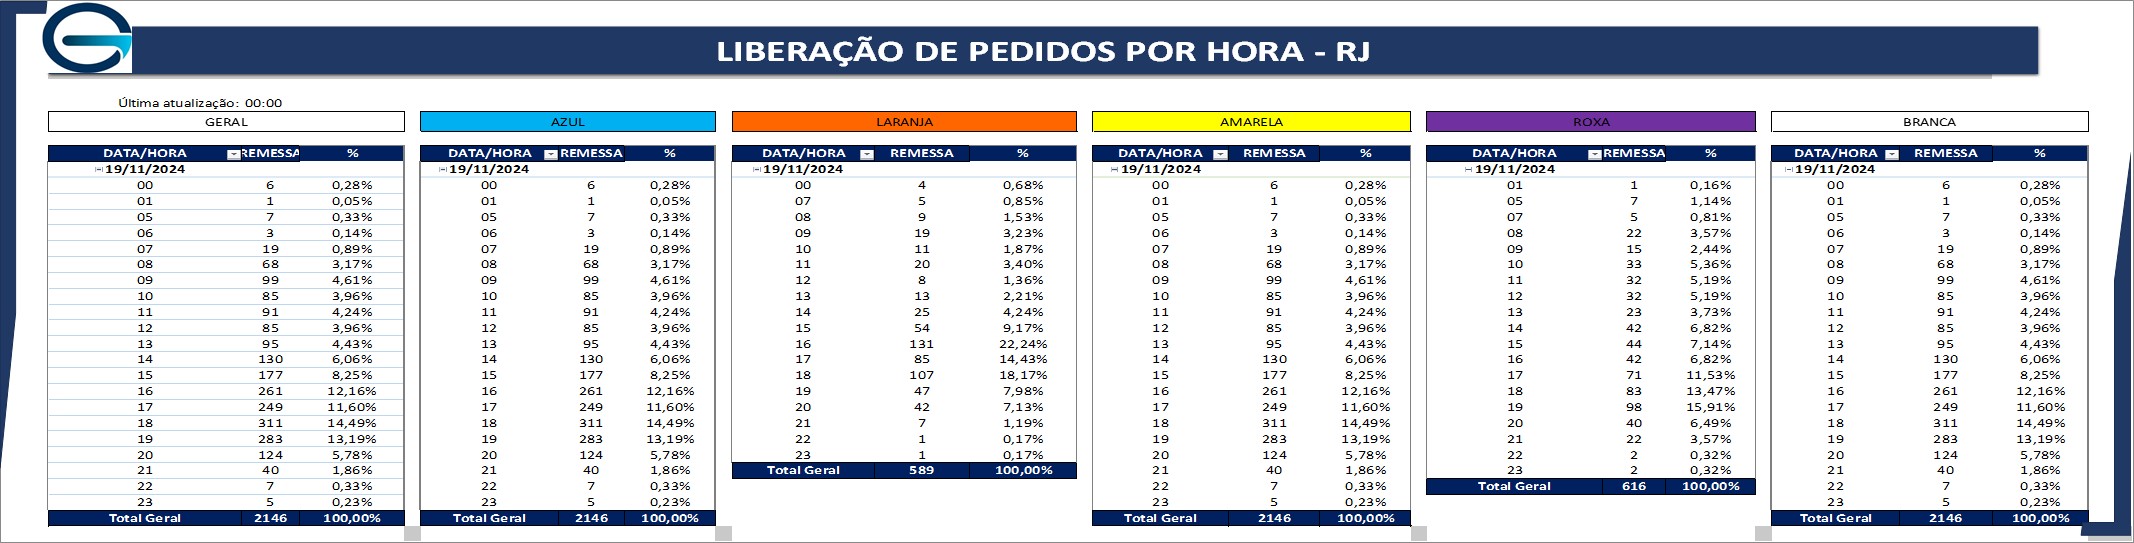 LIBERAÇÃO DE PEDIDOS POR HORA - RJ
Última atualização: 00:00
GERAL AZUL LARANJA AMARELA ROXA BRANCA
DATA/HORA REMESSA % DATA/HORA REMESSA % DATA/HORA REMESSA % DATA/HORA REMESSA % DATA/HORA REMESSA % DATA/HORA REMESSA %
19/11/2024 19/11/2024 19/11/2024 19/11/2024 19/11/2024 19/11/2024
00 6 0,28% 00 6 0,28% 00 4 0,68% 00 6 0,28% 01 1 0,16% 00 6 0,28%
01 1 0,05% 01 1 0,05% 07 5 0,85% 01 1 0,05% 05 7 1,14% 01 1 0,05%
05 7 0,33% 05 7 0,33% 08 9 1,53% 05 7 0,33% 07 5 0,81% 05 7 0,33%
06 3 0,14% 06 3 0,14% 09 19 3,23% 06 3 0,14% 08 22 3,57% 06 3 0,14%
07 19 0,89% 07 19 0,89% 10 11 1,87% 07 19 0,89% 09 15 2,44% 07 19 0,89%
08 68 3,17% 08 68 3,17% 11 20 3,40% 08 68 3,17% 10 33 5,36% 08 68 3,17%
09 99 4,61% 09 99 4,61% 12 8 1,36% 09 99 4,61% 11 32 5,19% 09 99 4,61%
10 85 3,96% 10 85 3,96% 13 13 2,21% 10 85 3,96% 12 32 5,19% 10 85 3,96%
11 91 4,24% 11 91 4,24% 14 25 4,24% 11 91 4,24% 13 23 3,73% 11 91 4,24%
12 85 3,96% 12 85 3,96% 15 54 9,17% 12 85 3,96% 14 42 6,82% 12 85 3,96%
13 95 4,43% 13 95 4,43% 16 131 22,24% 13 95 4,43% 15 44 7,14% 13 95 4,43%
14 130 6,06% 14 130 6,06% 17 85 14,43% 14 130 6,06% 16 42 6,82% 14 130 6,06%
15 177 8,25% 15 177 8,25% 18 107 18,17% 15 177 8,25% 17 71 11,53% 15 177 8,25%
16 261 12,16% 16 261 12,16% 19 47 7,98% 16 261 12,16% 18 83 13,47% 16 261 12,16%
17 249 11,60% 17 249 11,60% 20 42 7,13% 17 249 11,60% 19 98 15,91% 17 249 11,60%
18 311 14,49% 18 311 14,49% 21 7 1,19% 18 311 14,49% 20 40 6,49% 18 311 14,49%
19 283 13,19% 19 283 13,19% 22 1 0,17% 19 283 13,19% 21 22 3,57% 19 283 13,19%
20 124 5,78% 20 124 5,78% 23 1 0,17% 20 124 5,78% 22 2 0,32% 20 124 5,78%
21 40 1,86% 21 40 1,86% Total Geral 589 100,00% 21 40 1,86% 23 2 0,32% 21 40 1,86%
22 7 0,33% 22 7 0,33% 22 7 0,33% Total Geral 616 100,00% 22 7 0,33%
23 5 0,23% 23 5 0,23% 23 5 0,23% 23 5 0,23%
Total Geral 2146 100,00% Total Geral 2146 100,00% Total Geral 2146 100,00% Total Geral 2146 100,00%